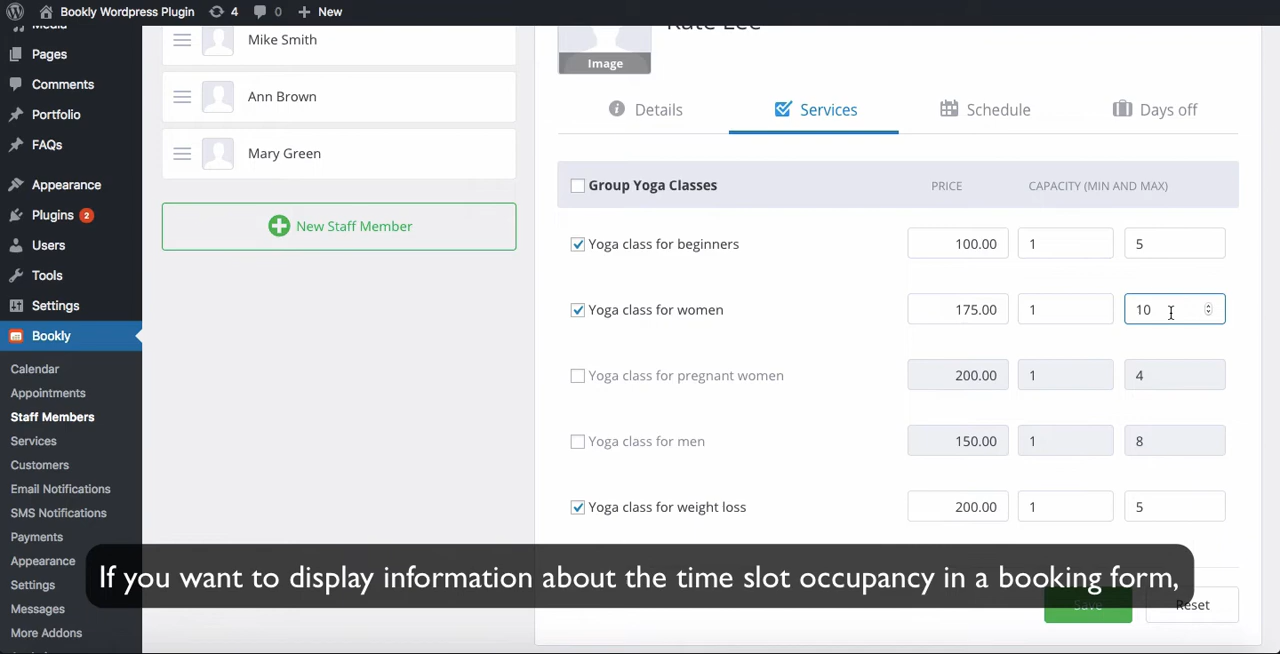 Bookly Wordpress Plugin 4 0 New
Media
Pages
Comments
Portfolio
FAQs
Appearance
Plugins 2
Users
Tools
Settings
Bookly
Calendar
Appointments
Staff Members
Services
Customers
Email Notifications
SMS Notifications
Payments
Appearance
Settings
Messages
More Addons
Mike Smith
Ann Brown
Mary Green
New Staff Member
Kate Lee
Image
Details Services Schedule Days off
Group Yoga Classes PRICE CAPACITY (MIN AND MAX)
Yoga class for beginners 100.00 1 5
Yoga class for women 175.00 1 10
Yoga class for pregnant women 200.00 1 4
Yoga class for men 150.00 1 8
Yoga class for weight loss 200.00 1 5
If you want to display information about the time slot occupancy in a booking form,
Save Reset